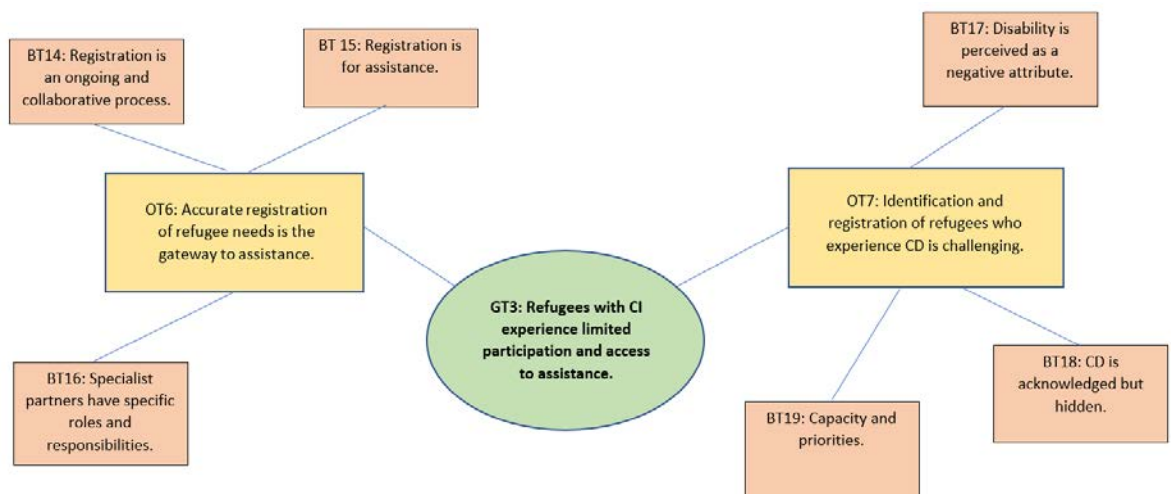 BT14: Registration is
an ongoing and
collaborative process.
BT 15: Registration is
for assistance.
BT17: Disability is
perceived as a
negative attribute.
OT6: Accurate registration
of refugee needs is the
gateway to assistance.
OT7: Identification and
registration of refugees who
experience CD is challenging.
GT3: Refugees with CI
experience limited
participation and access
to assistance.
BT16: Specialist
partners have specific
roles and
responsibilities.
BT19: Capacity and
priorities.
BT18: CD is
acknowledged but
hidden.